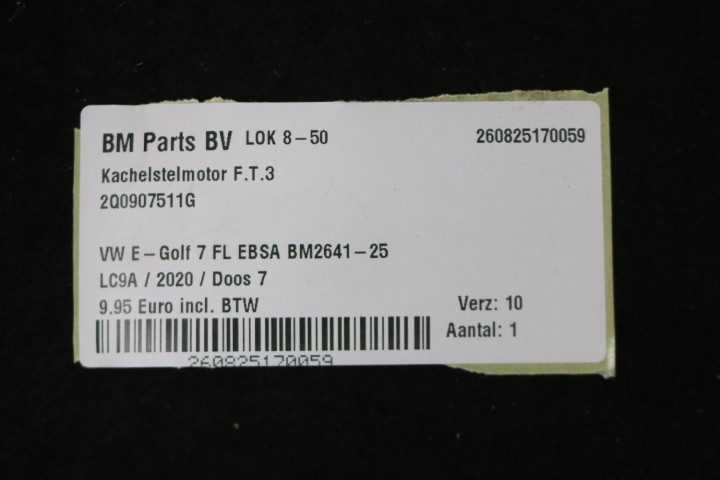 BM Parts BV LOK 8-50 260825170059
Kachelstelmotor F.T.3
2Q0907511G
VW E-Golf 7 FL EBSA BM2641-25
LC9A / 2020 / Doos 7
9.95 Euro incl. BTW Verz: 10
Aantal: 1
260825170059